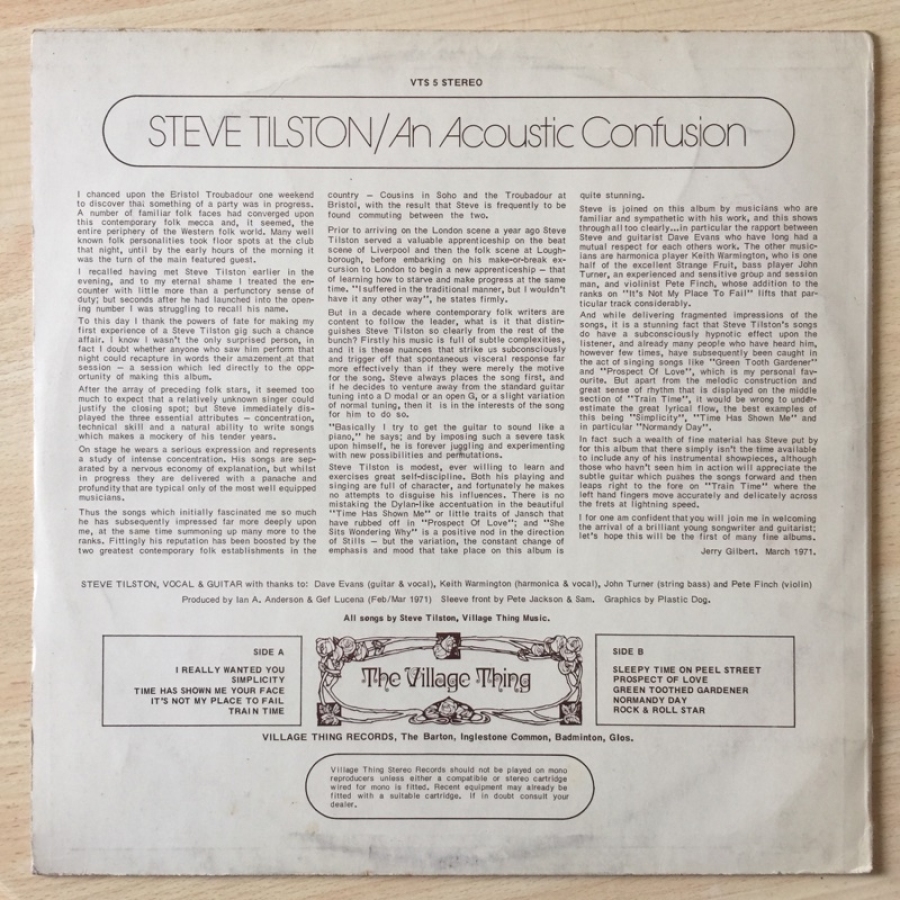 VTS 5 STEREO
STEVE TILSTON/An Acoustic Confusion
I chanced upon the Bristol Troubadour one weekend
to discover that something of a party was in progress.
A number of familiar folk faces had converged upon
this contemporary folk mecca and, it seemed, the
entire periphery of the Western folk world. Many well
known folk personalities took floor spots at the club
that night, until by the early hours of the morning it
was the turn of the main featured guest.
I recalled having met Steve Tilston earlier in the
evening, and to my eternal shame I treated the en-
counter with little more than a perfunctory sense of
duty; but seconds after he had launched into the open-
ing number I was struggling to recall his name.
To this day I thank the powers of fate for making my
first experience of a Steve Tilston gig such a chance
affair. I know I wasn't the only surprised person, in
fact I doubt whether anyone who saw him perform that
night could recapture in words their amazement at that
session — a session which led directly to the opp-
ortunity of making this album.
After the array of preceding folk stars, it seemed too
much to expect that a relatively unknown singer could
justify the closing spot; but Steve immediately dis-
played the three essential attributes — concentration,
technical skill and a natural ability to write songs
which makes a mockery of his tender years.
On stage he wears a serious expression and represents
a study of intense concentration. His songs are sep-
arated by a nervous economy of explanation, but whilst
in progress they are delivered with a panache and
profundity that are typical only of the most well equipped
musicians.
Thus the songs which initially fascinated me so much
he has subsequently impressed far more deeply upon
me, at the same time summoning up many more to the
ranks. Fittingly his reputation has been boosted by the
two greatest contemporary folk establishments in the
country — Cousins in Soho and the Troubadour at
Bristol, with the result that Steve is frequently to be
found commuting between the two.
Prior to arriving on the London scene a year ago Steve
Tilston served a valuable apprenticeship on the beat
scene of Liverpool and then the folk scene at Lough-
borough, before embarking on his make-or-break ex-
cursion to London to begin a new apprenticeship — that
of learning how to starve and make progress at the same
time. "I suffered in the traditional manner, but I wouldn't
have it any other way", he states firmly.
But in a decade where contemporary folk writers are
content to follow the leader, what is it that distin-
guishes Steve Tilston so clearly from the rest of the
bunch? Firstly his music is full of subtle complexities,
and it is these nuances that strike us subconsciously
and trigger off that spontaneous visceral response far
more effectively than if they were merely the motive
for the song. Steve always places the song first, and
if he decides to venture away from the standard guitar
tuning into a D modal or an open G, or a slight variation
of normal tuning, then it is in the interests of the song
for him to do so.
"Basically I try to get the guitar to sound like a
piano," he says; and by imposing such a severe task
upon himself, he is forever juggling and experimenting
with new possibilities and permutations.
Steve Tilston is modest, ever willing to learn and
exercises great self-discipline. Both his playing and
singing are full of character, and fortunately he makes
no attempts to disguise his influences. There is no
mistaking the Dylan-like accentuation in the beautiful
"Time Has Shown Me" or little traits of Jansch that
have rubbed off in "Prospect Of Love"; and "She
Sits Wondering Why" is a positive nod in the direction
of Stills — but the variation, the constant change of
emphasis and mood that take place on this album is
quite stunning.
Steve is joined on this album by musicians who are
familiar and sympathetic with his work, and this shows
through all too clearly...in particular the rapport between
Steve and guitarist Dave Evans who have long had a
mutual respect for each others work. The other music-
ians are harmonica player Keith Warmington, who is one
half of the excellent Strange Fruit, bass player John
Turner, an experienced and sensitive group and session
man, and violinist Pete Finch, whose addition to the
ranks on "It's Not My Place To Fail" lifts that par-
ticular track considerably.
And while delivering fragmented impressions of the
songs, it is a stunning fact that Steve Tilston's songs
do have a subconsciously hypnotic effect upon the
listener, and already many people who have heard him,
however few times, have subsequently been caught in
the act of singing songs like "Green Tooth Gardener"
and "Prospect Of Love", which is my personal fav-
ourite. But apart from the melodic construction and
great sense of rhythm that is displayed on the middle
section of "Train Time", it would be wrong to under-
estimate the great lyrical flow, the best examples of
this being "Simplicity", "Time Has Shown Me" and
in particular "Normandy Day".
In fact such a wealth of fine material has Steve put by
for this album that there simply isn't the time available
to include any of his instrumental showpieces, although
those who havn't seen him in action will appreciate the
subtle guitar which pushes the songs forward and then
leaps right to the fore on "Train Time" where the
left hand fingers move accurately and delicately across
the frets at lightning speed.
I for one am confident that you will join me in welcoming
the arrival of a brilliant young songwriter and guitarist;
let's hope this will be the first of many fine albums.
Jerry Gilbert. March 1971.
STEVE TILSTON, VOCAL & GUITAR with thanks to: Dave Evans (guitar & vocal), Keith Warmington (harmonica & vocal), John Turner (string bass) and Pete Finch (violin)
Produced by Ian A. Anderson & Gef Lucena (Feb/Mar 1971) Sleeve front by Pete Jackson & Sam. Graphics by Plastic Dog.
All songs by Steve Tilston, Village Thing Music.
SIDE A
I REALLY WANTED YOU
SIMPLICITY
TIME HAS SHOWN ME YOUR FACE
IT'S NOT MY PLACE TO FAIL
TRAIN TIME
The Village Thing
SIDE B
SLEEPY TIME ON PEEL STREET
PROSPECT OF LOVE
GREEN TOOTHED GARDENER
NORMANDY DAY
ROCK & ROLL STAR
VILLAGE THING RECORDS, The Barton, Inglestone Common, Badminton, Glos.
Village Thing Stereo Records should not be played on mono
reproducers unless either a compatible or stereo cartridge
wired for mono is fitted. Recent equipment may already be
fitted with a suitable cartridge. If in doubt consult your
dealer.